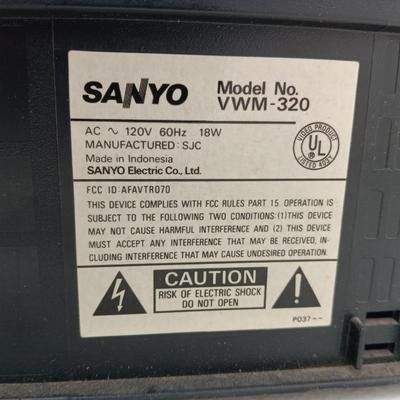 SANYO
Model No.
VWM-320
AC ~ 120V 60Hz 18W
MANUFACTURED: SJC
Made in Indonesia
SANYO Electric Co., Ltd.
VIDEO PRODUCT
UL
®
LISTED 403Y
FCC ID: AFAVTR070
THIS DEVICE COMPLIES WITH FCC RULES PART 15. OPERATION IS
SUBJECT TO THE FOLLOWING TWO CONDITIONS:(1)THIS DEVICE
MAY NOT CAUSE HARMFUL INTERFERENCE AND (2) THIS DEVICE
MUST ACCEPT ANY INTERFERENCE THAT MAY BE RECEIVED, IN-
CLUDING INTERFERENCE THAT MAY CAUSE UNDESIRED OPERATION.
CAUTION
RISK OF ELECTRIC SHOCK
DO NOT OPEN
P037~~